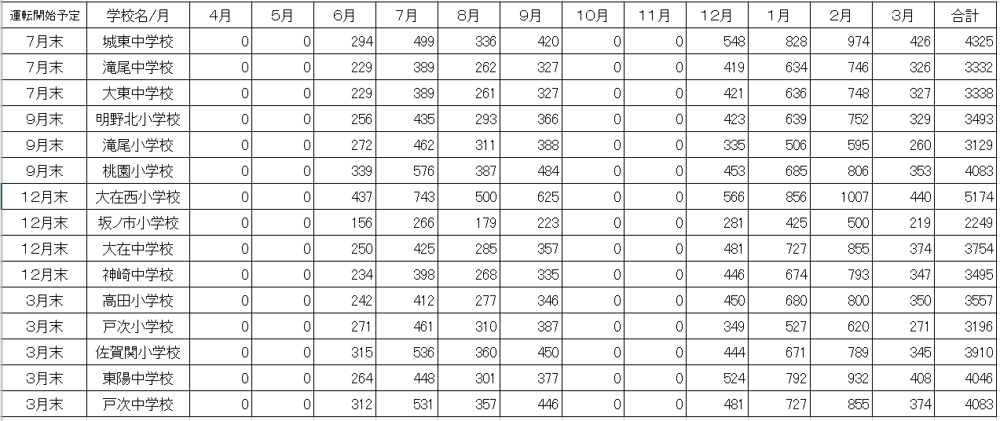 運転開始予定 学校名/月 4月 5月 6月 7月 8月 9月 10月 11月 12月 1月 2月 3月 合計
7月末 城東中学校 0 0 294 499 336 420 0 0 548 828 974 426 4325
7月末 滝尾中学校 0 0 229 389 262 327 0 0 419 634 746 326 3332
7月末 大東中学校 0 0 229 389 261 327 0 0 421 636 748 327 3338
9月末 明野北小学校 0 0 256 435 293 366 0 0 423 639 752 329 3493
9月末 滝尾小学校 0 0 272 462 311 388 0 0 335 506 595 260 3129
9月末 桃園小学校 0 0 339 576 387 484 0 0 453 685 806 353 4083
12月末 大在西小学校 0 0 437 743 500 625 0 0 566 856 1007 440 5174
12月末 坂ノ市小学校 0 0 156 266 179 223 0 0 281 425 500 219 2249
12月末 大在中学校 0 0 250 425 285 357 0 0 481 727 855 374 3754
12月末 神崎中学校 0 0 234 398 268 335 0 0 446 674 793 347 3495
3月末 高田小学校 0 0 242 412 277 346 0 0 450 680 800 350 3557
3月末 戸次小学校 0 0 271 461 310 387 0 0 349 527 620 271 3196
3月末 佐賀関小学校 0 0 315 536 360 450 0 0 444 671 789 345 3910
3月末 東陽中学校 0 0 264 448 301 377 0 0 524 792 932 408 4046
3月末 戸次中学校 0 0 312 531 357 446 0 0 481 727 855 374 4083